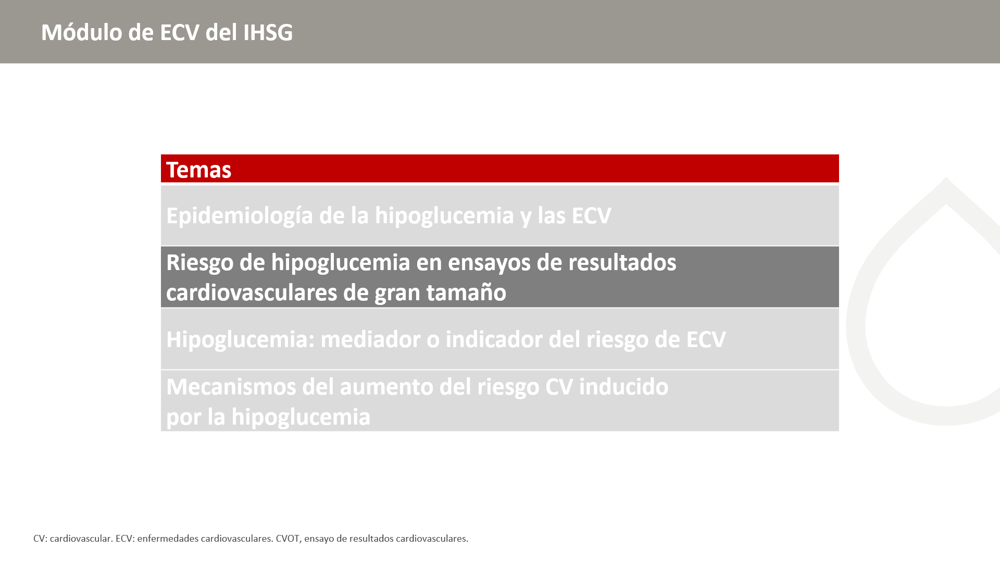 Módulo de ECV del IHSG
Temas
Epidemiología de la hipoglucemia y las ECV
Riesgo de hipoglucemia en ensayos de resultados
cardiovasculares de gran tamaño
Hipoglucemia: mediador o indicador del riesgo de ECV
Mecanismos del aumento del riesgo CV inducido
por la hipoglucemia
CV: cardiovascular. ECV: enfermedades cardiovasculares. CVOT, ensayo de resultados cardiovasculares.